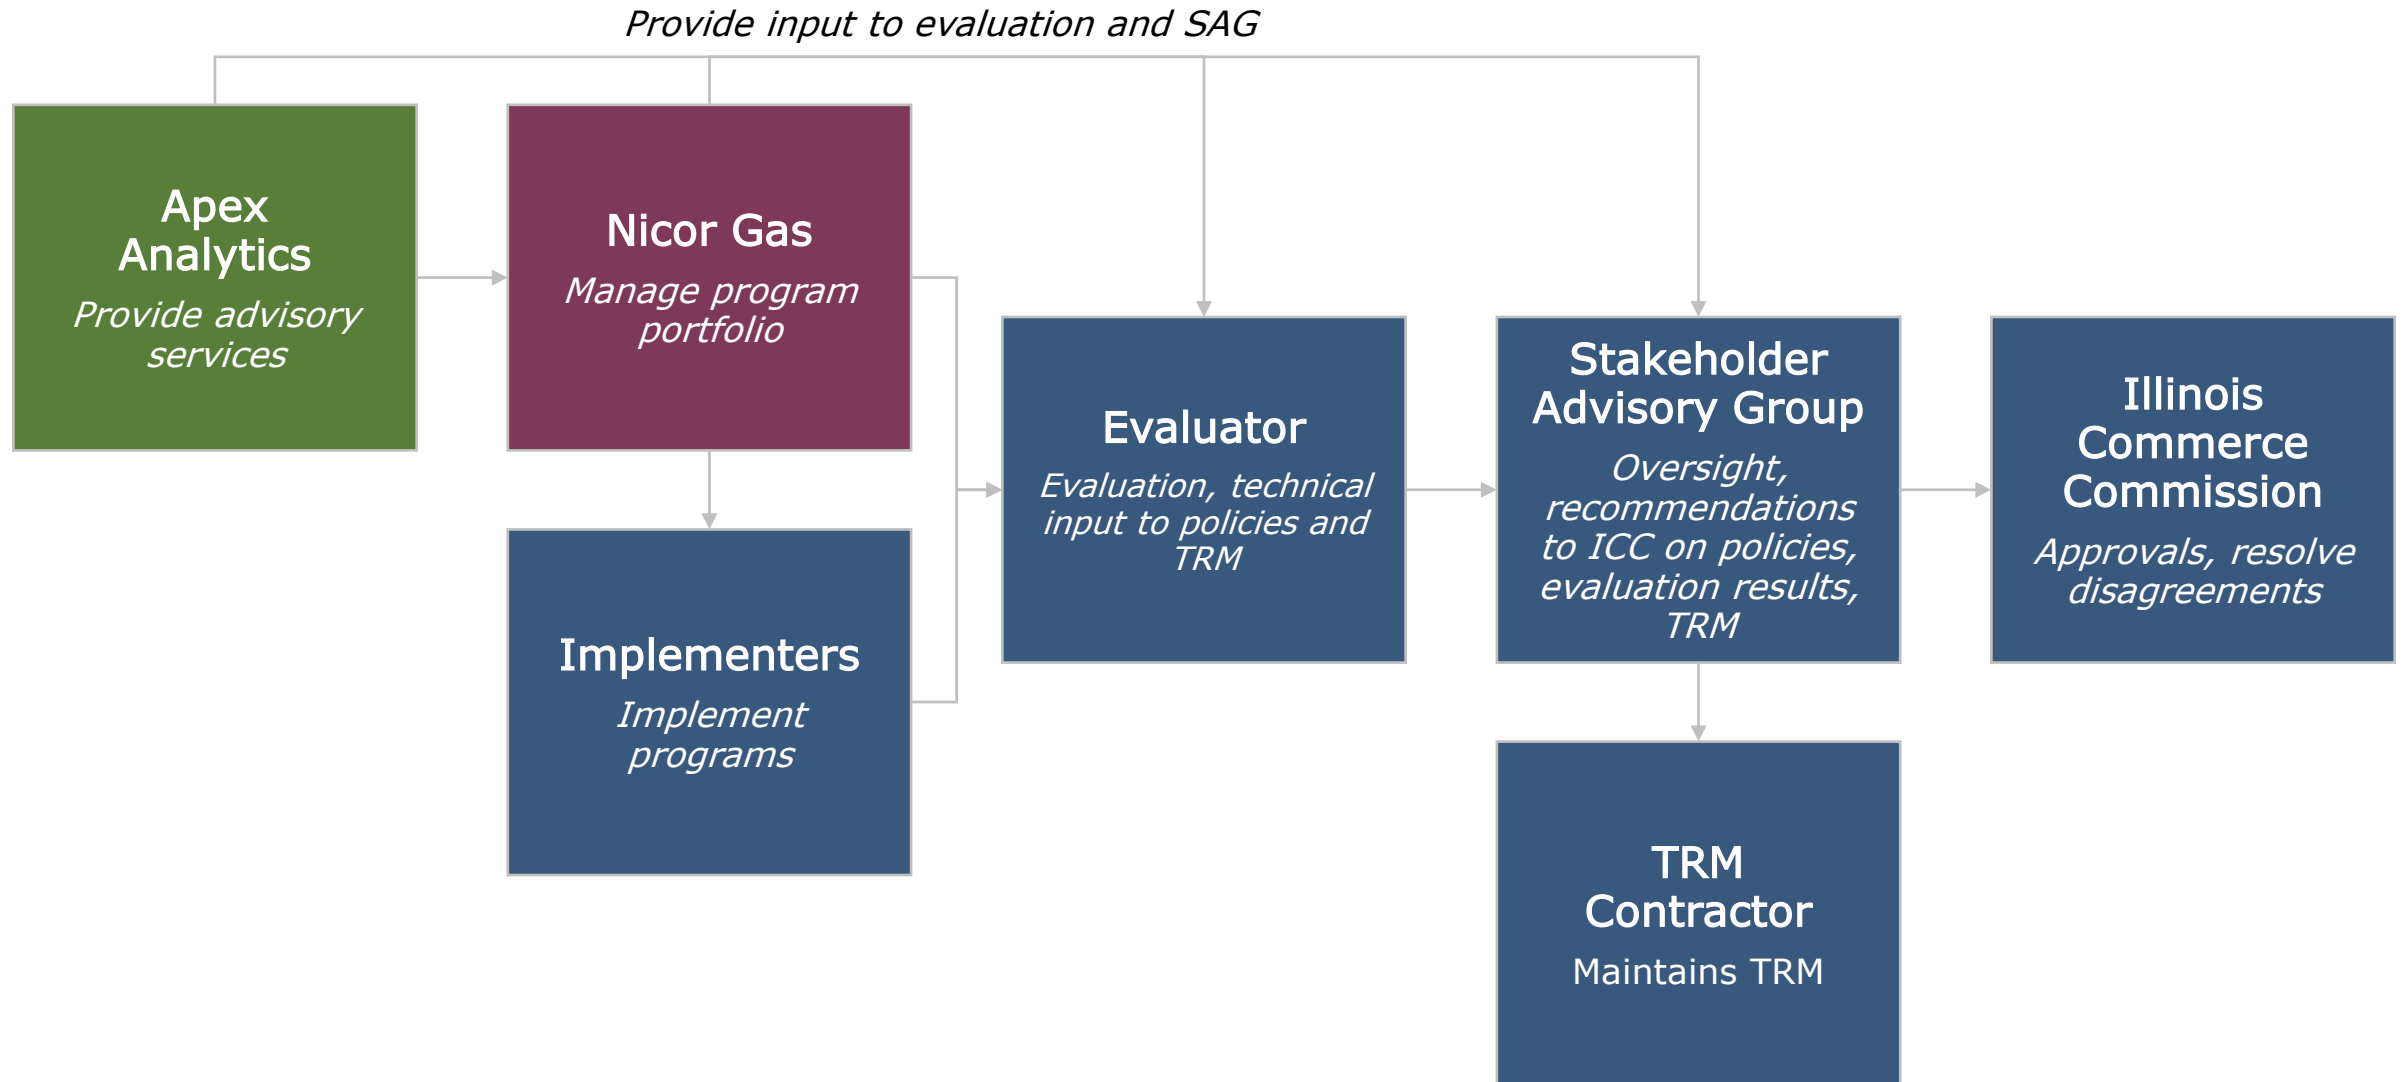 Provide input to evaluation and SAG
Apex
Analytics
Provide advisory
services
Nicor Gas
Manage program
portfolio
Implementers
Implement
programs
Evaluator
Evaluation, technical
input to policies and
TRM
Stakeholder
Advisory Group
Oversight,
recommendations
to ICC on policies,
evaluation results,
TRM
Illinois
Commerce
Commission
Approvals, resolve
disagreements
TRM
Contractor
Maintains TRM